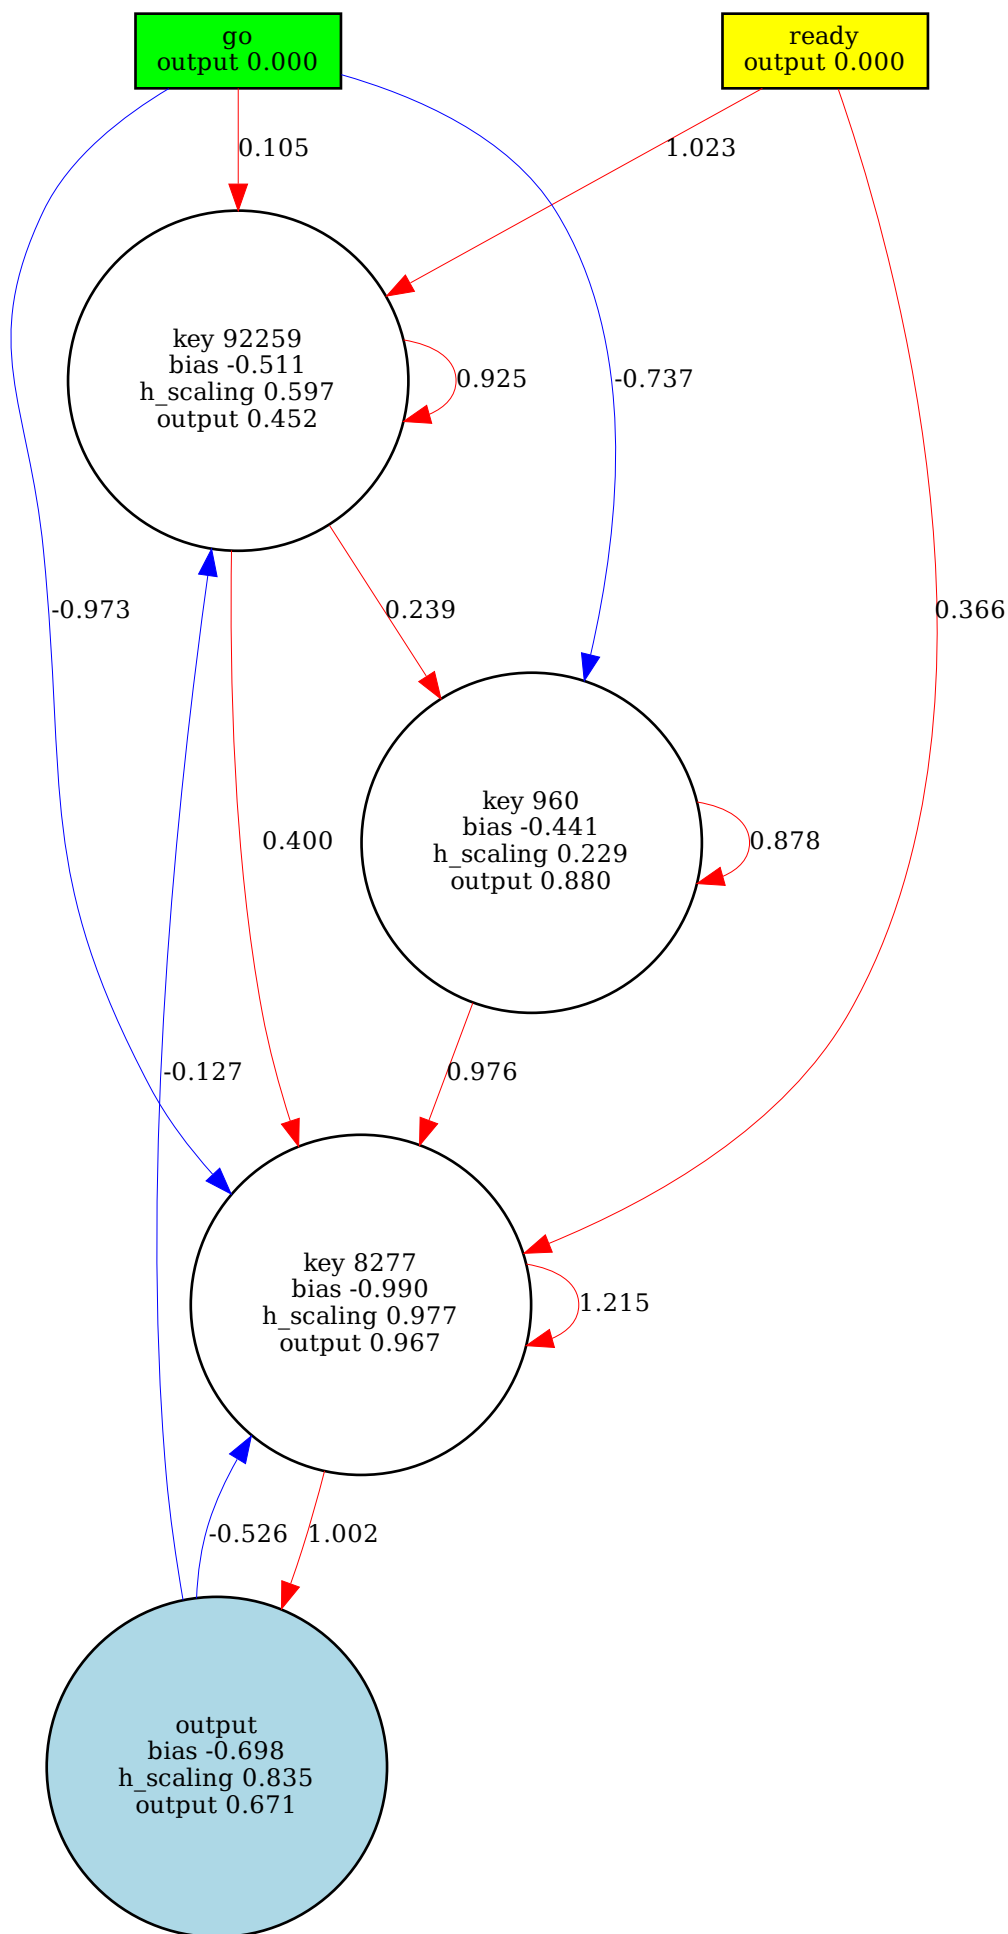 go
output 0.000
ready
output 0.000
0.105
1.023
key 92259
bias -0.511
h_scaling 0.597
output 0.452
0.925
-0.737
-0.973
0.239
0.366
key 960
bias -0.441
h_scaling 0.229
output 0.880
0.400
0.878
-0.127
0.976
key 8277
bias -0.990
h_scaling 0.977
output 0.967
1.215
-0.526
1.002
output
bias -0.698
h_scaling 0.835
output 0.671